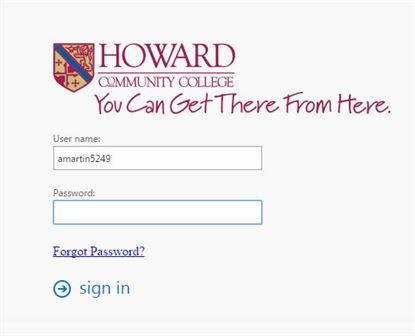 HOWARD
COMMUNITY COLLEGE
You Can Get There From Here.
User name:
amartin5249
Password:
Forgot Password?
sign in